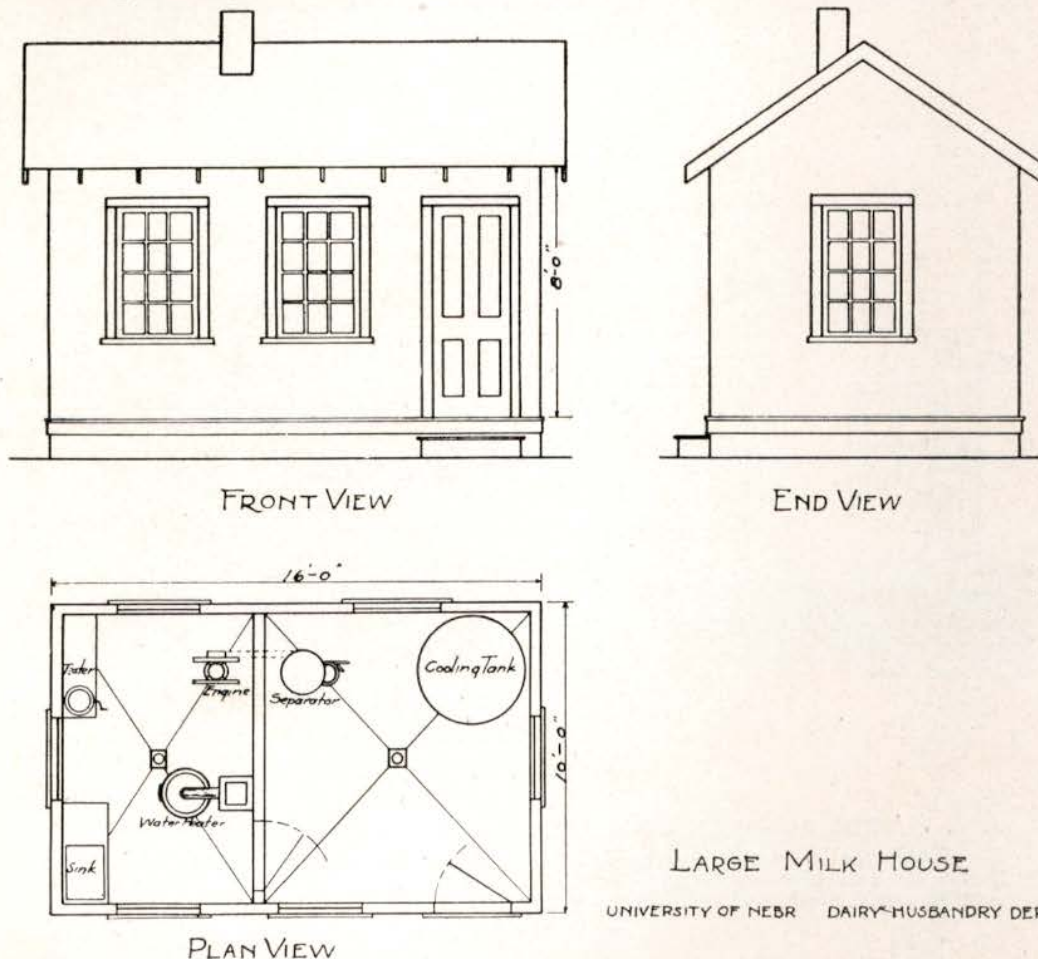 8'-0"
FRONT VIEW
END VIEW
16'-0"
Tester
Engine
Separator
Cooling Tank
10'-0"
Water Heater
Sink
LARGE MILK HOUSE
UNIVERSITY OF NEBR DAIRY-HUSBANDRY
PLAN VIEW